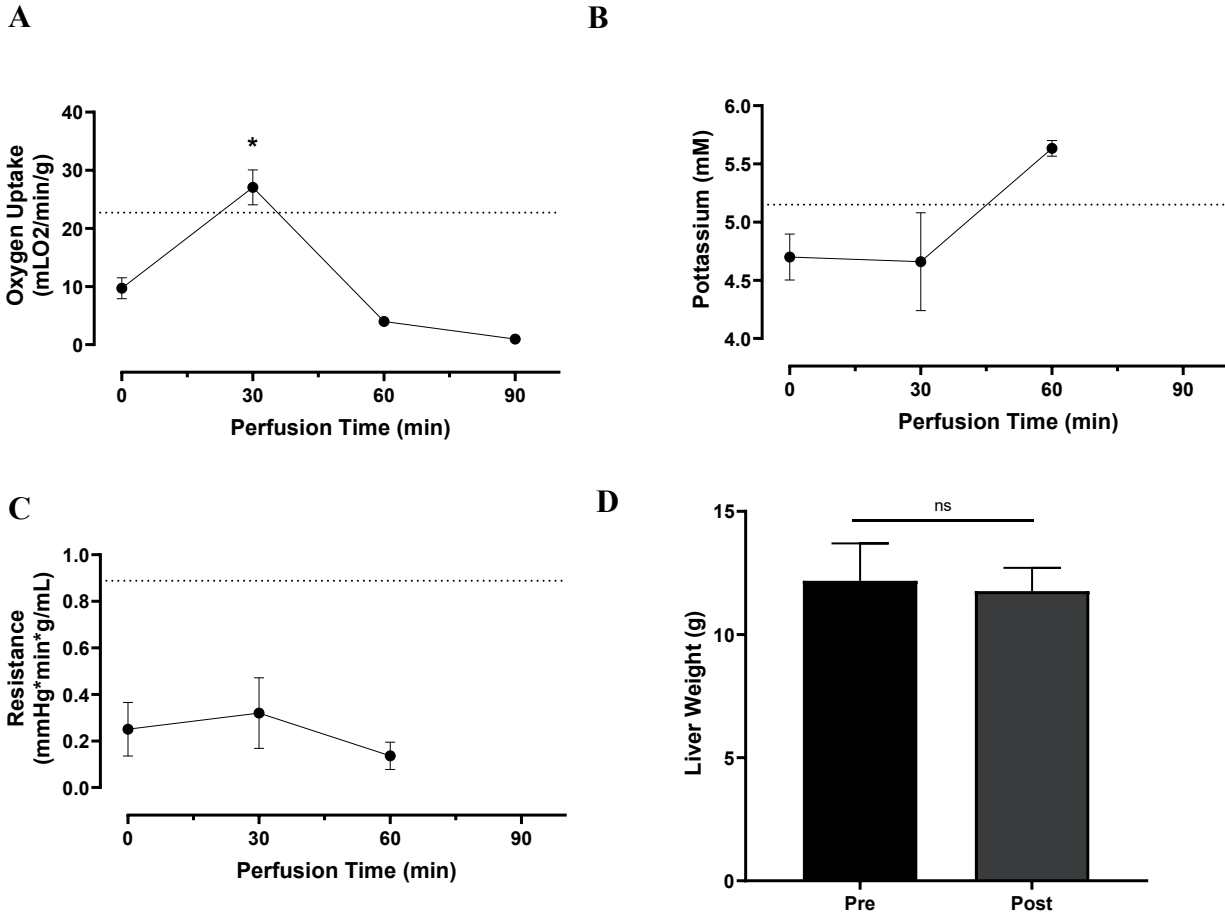 A
Oxygen Uptake
(mLO2/min/g)
40
30
20
10
0
*
0 30 60 90
Perfusion Time (min)
B
Pottassium (mM)
6.0
5.5
5.0
4.5
4.0
0 30 60 90
Perfusion Time (min)
C
Resistance
(mmHg*min*g/mL)
1.0
0.8
0.6
0.4
0.2
0.0
0 30 60 90
Perfusion Time (min)
D
Liver Weight (g)
15
10
5
0
ns
Pre Post